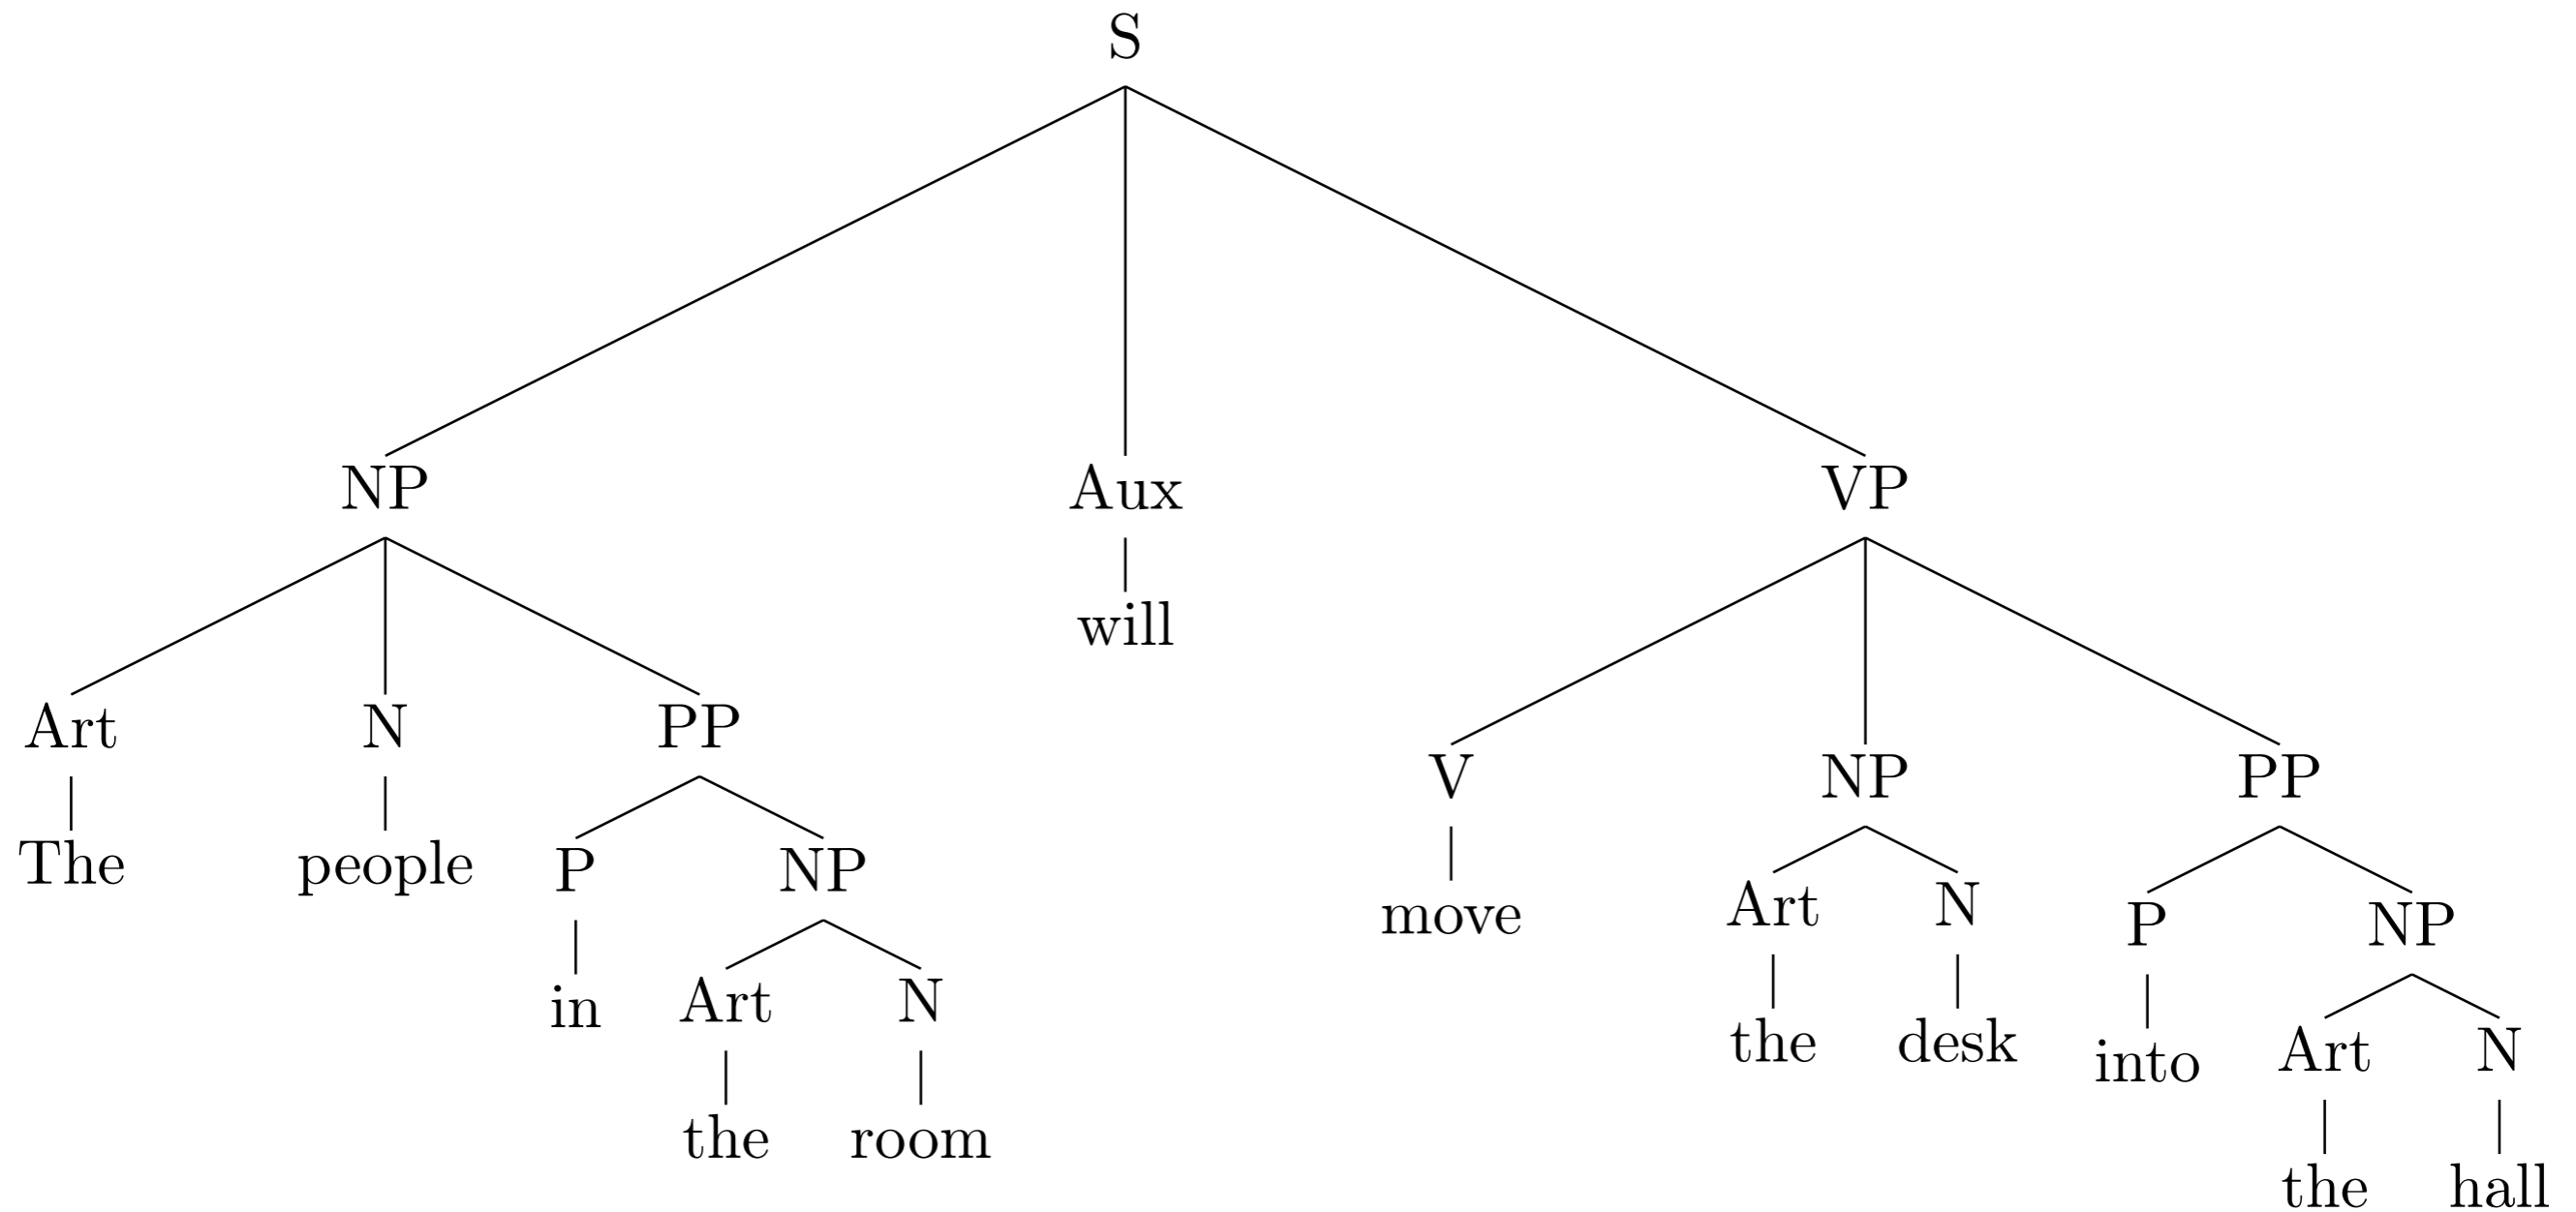 S
NP Aux VP
will
Art N PP
V NP PP
The people
P NP
move
Art N
P NP
in
Art N
the desk
into
Art N
the room
the hall